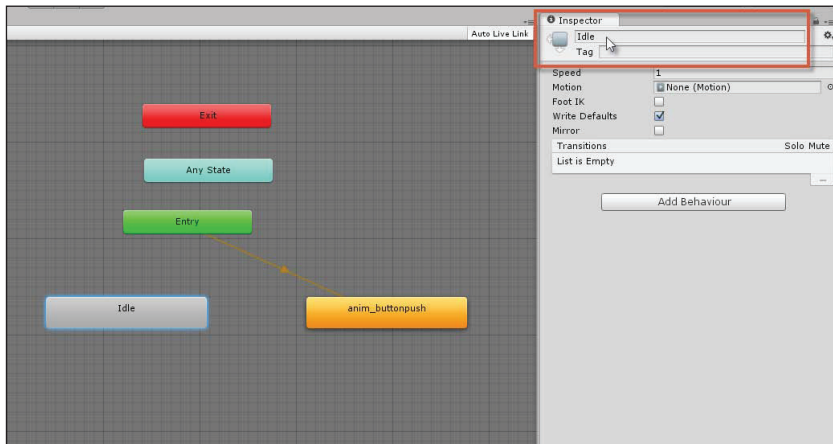 Auto Live Link
Exit
Any State
Entry
Idle
anim_buttonpush
Inspector
Idle
Tag
Speed 1
Motion None (Motion)
Foot IK
Write Defaults
Mirror
Transitions Solo Mute
List is Empty
Add Behaviour